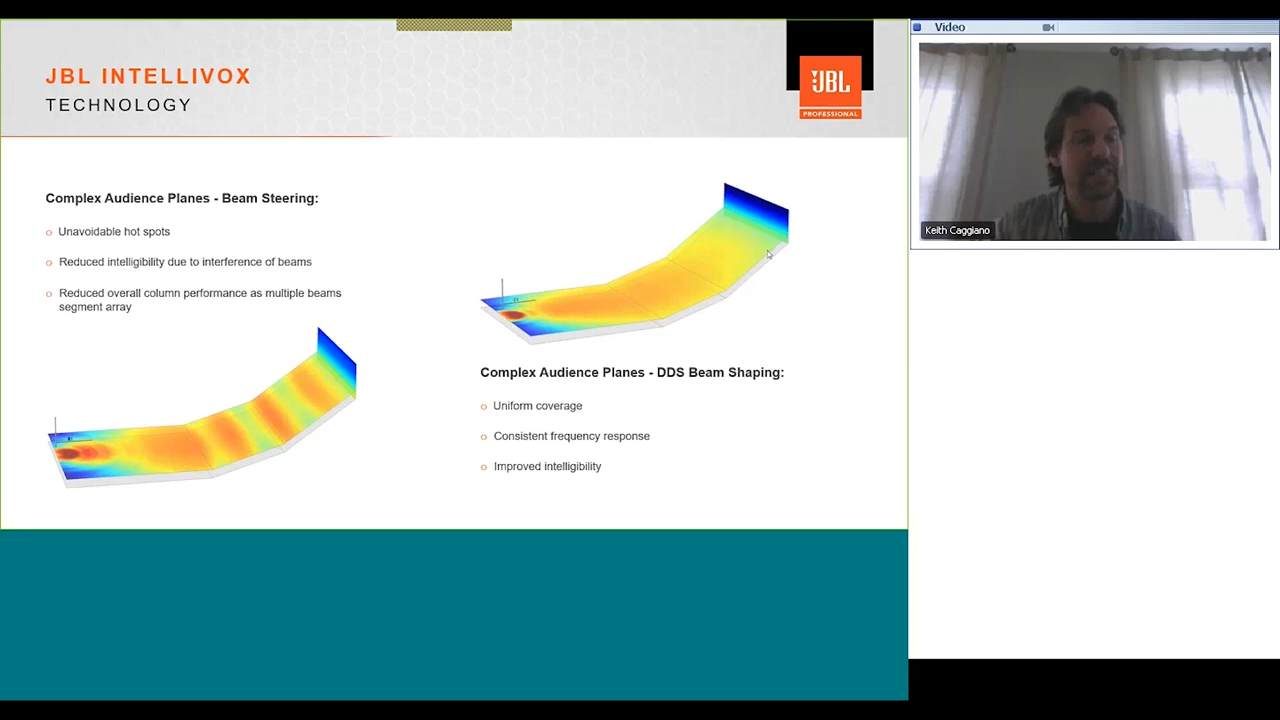 JBL INTELLIVOX
TECHNOLOGY
JBL
PROFESSIONAL
Complex Audience Planes - Beam Steering:
Unavoidable hot spots
Reduced intelligibility due to interference of beams
Reduced overall column performance as multiple beams
segment array
Complex Audience Planes - DDS Beam Shaping:
Uniform coverage
Consistent frequency response
Improved intelligibility
Video
Keith Caggiano